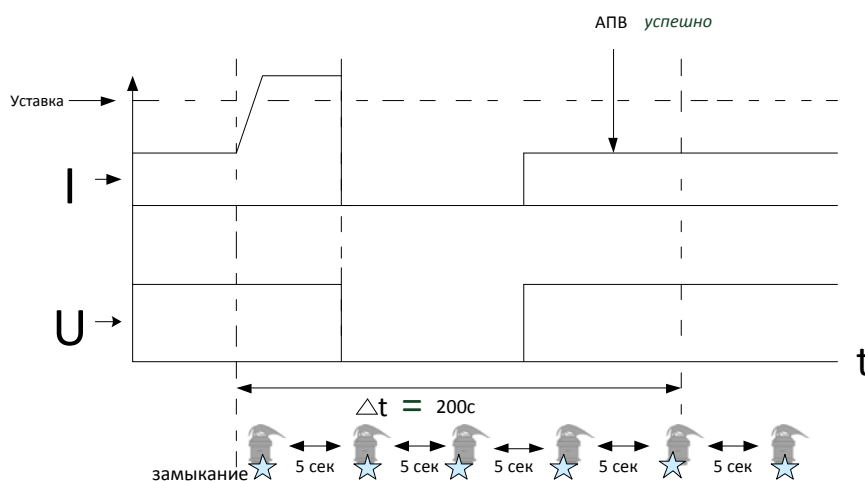 АПВ успешно
Уставка
I
U
t
△t = 200с
замыкание
5 сек
5 сек
5 сек
5 сек
5 сек